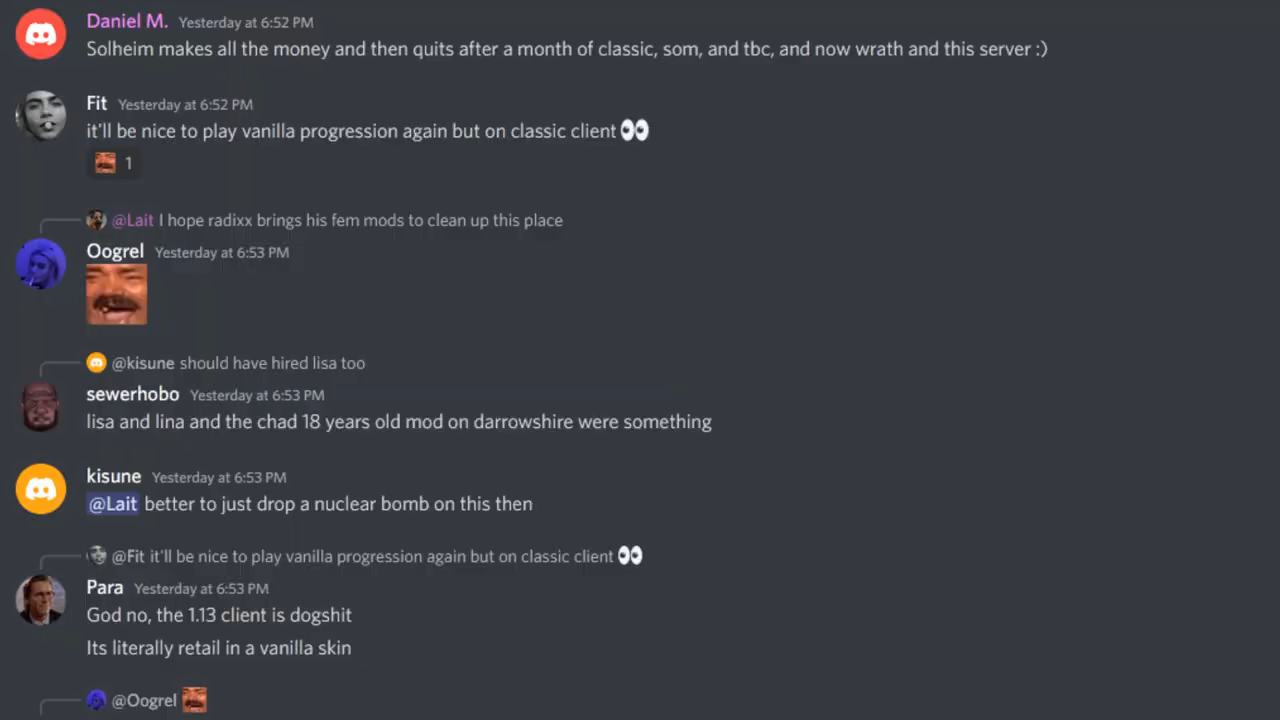 Daniel M. Yesterday at 6:52 PM
Solheim makes all the money and then quits after a month of classic, som, and tbc, and now wrath and this server :)
Fit Yesterday at 6:52 PM
it'll be nice to play vanilla progression again but on classic client 👀
1
@Lait I hope radixx brings his fem mods to clean up this place
Oogrel Yesterday at 6:53 PM
@kisune should have hired lisa too
sewerhobo Yesterday at 6:53 PM
lisa and lina and the chad 18 years old mod on darrowshire were something
kisune Yesterday at 6:53 PM
@Lait better to just drop a nuclear bomb on this then
@Fit it'll be nice to play vanilla progression again but on classic client 👀
Para Yesterday at 6:53 PM
God no, the 1.13 client is dogshit
Its literally retail in a vanilla skin
@Oogrel